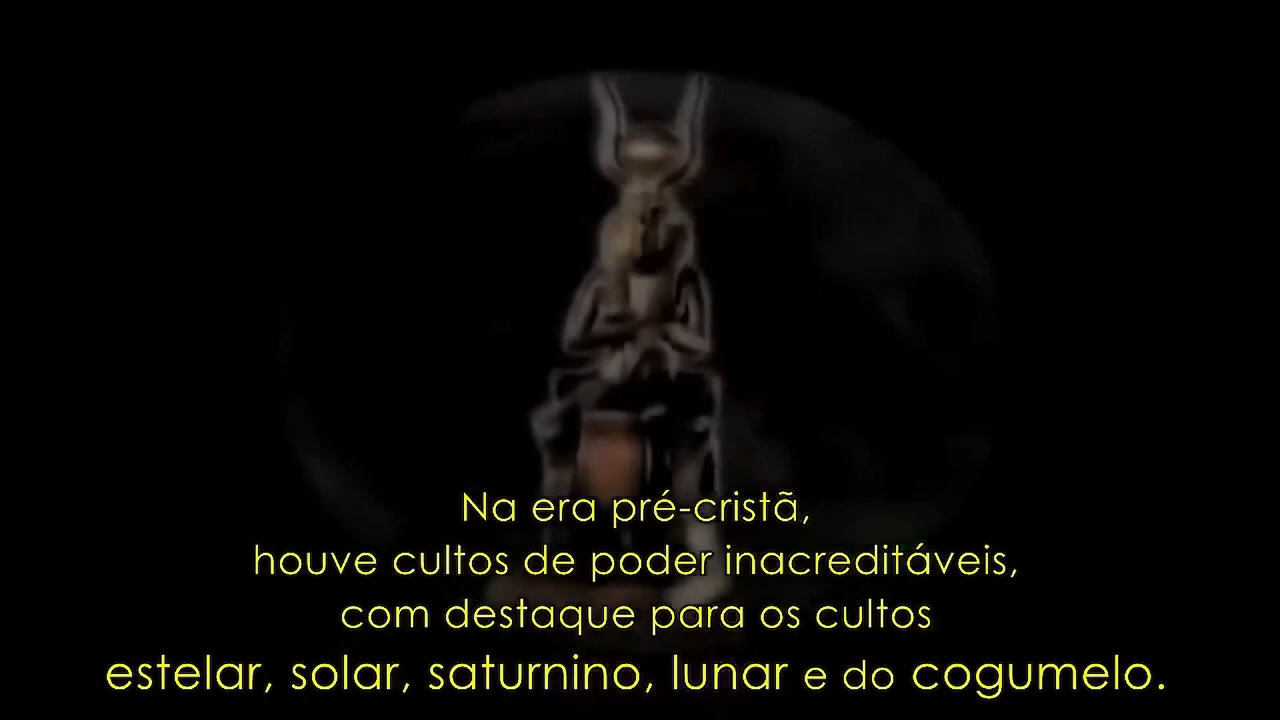 Na era pré-cristã,
houve cultos de poder inacreditáveis,
com destaque para os cultos
estelar, solar, saturnino, lunar e do cogumelo.